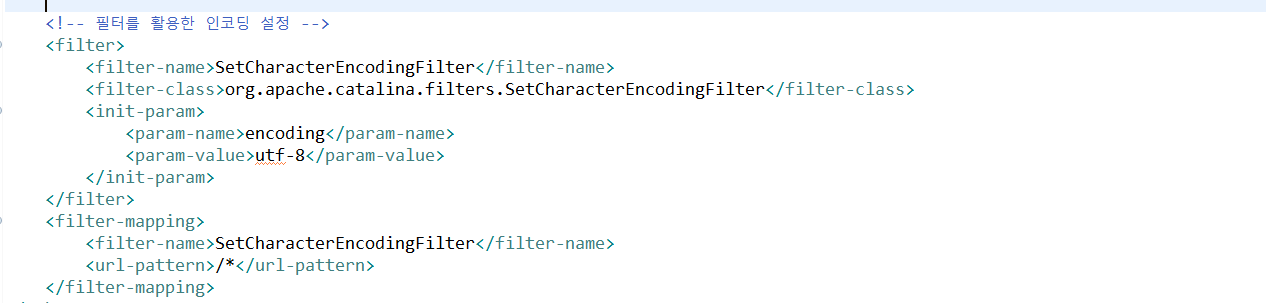 <!-- 필터를 활용한 인코딩 설정 -->
<filter>
<filter-name>SetCharacterEncodingFilter</filter-name>
<filter-class>org.apache.catalina.filters.SetCharacterEncodingFilter</filter-class>
<init-param>
<param-name>encoding</param-name>
<param-value>utf-8</param-value>
</init-param>
</filter>
<filter-mapping>
<filter-name>SetCharacterEncodingFilter</filter-name>
<url-pattern>/*</url-pattern>
</filter-mapping>